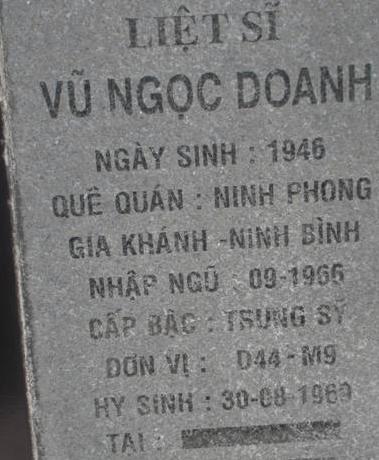 LIỆT SĨ
VŨ NGỌC DOANH
NGÀY SINH : 1946
QUÊ QUÁN : NINH PHONG
GIA KHÁNH -NINH BÌNH
NHẬP NGŨ : 09-1966
CẤP BẬC : TRUNG SỸ
ĐƠN VỊ : D44-M9
HY SINH : 30-08-1969
TẠI :